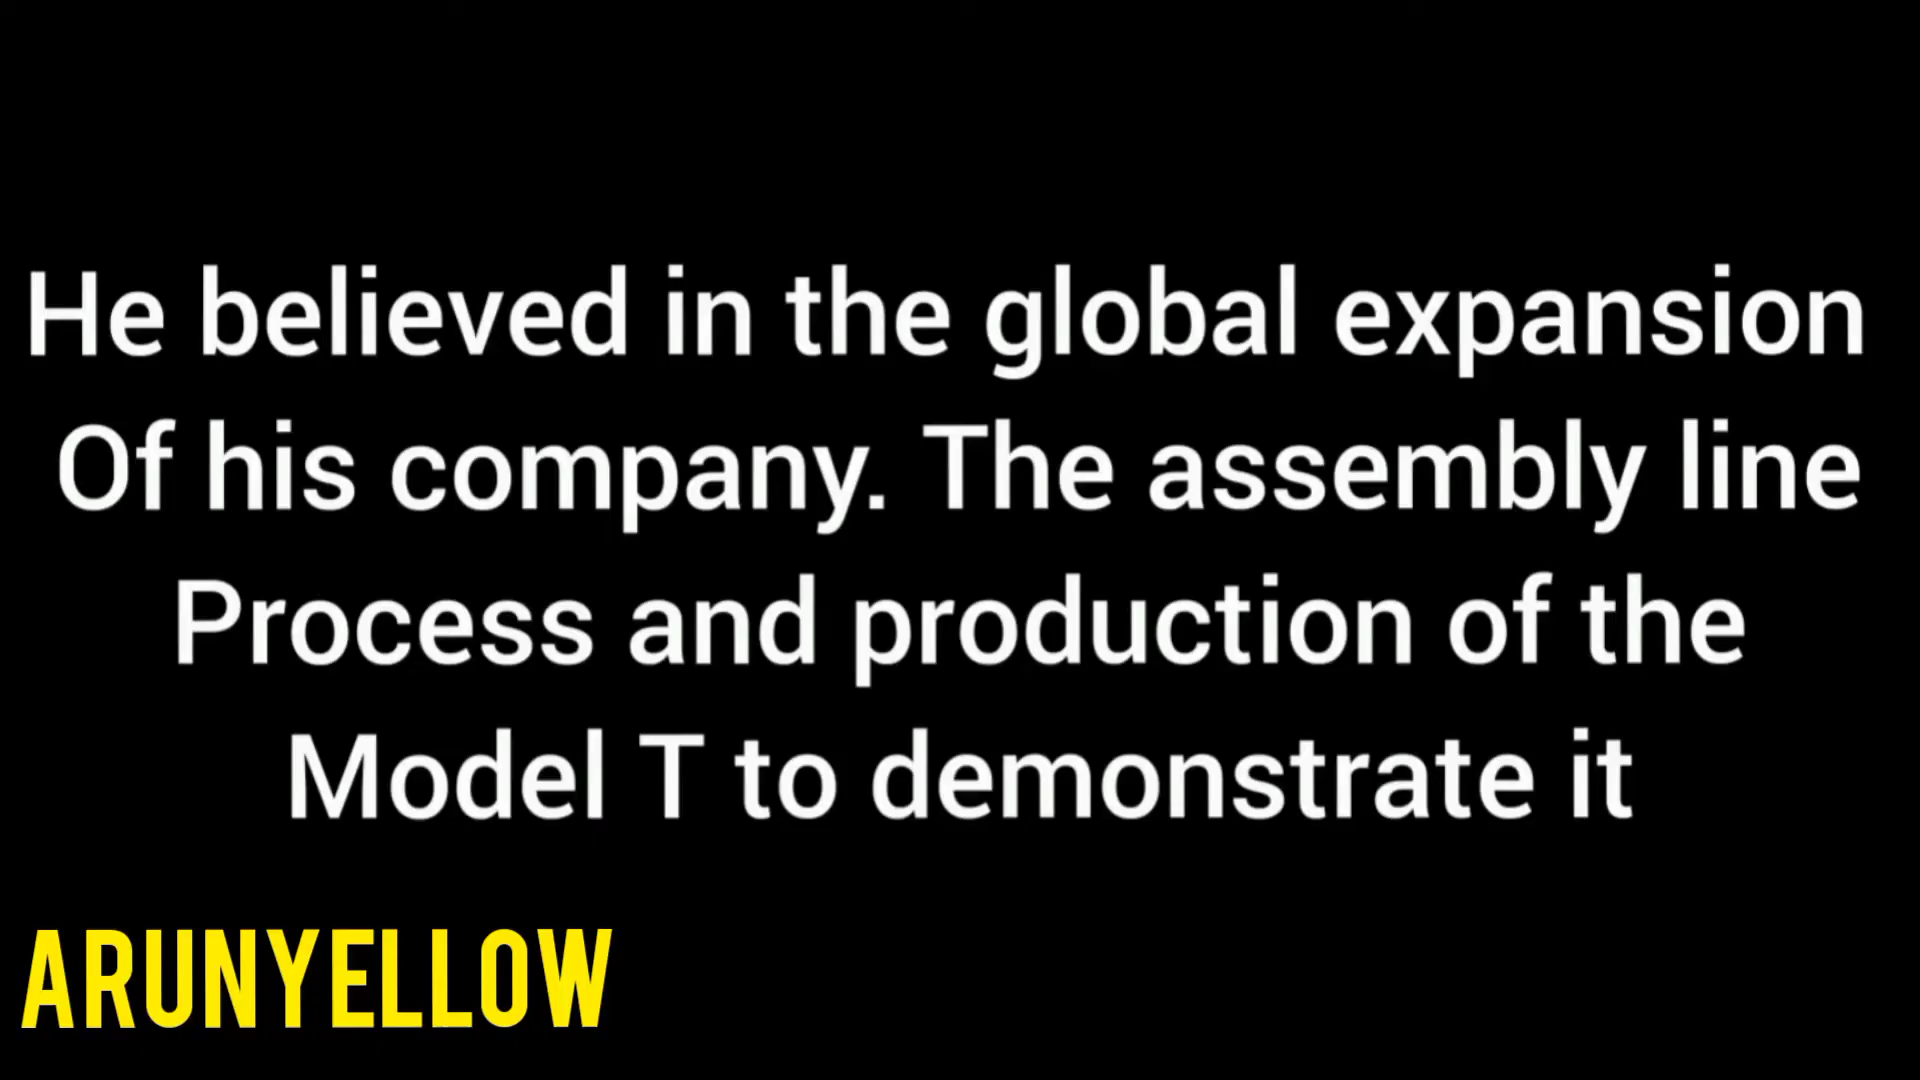 He believed in the global expansion
Of his company. The assembly line
Process and production of the
Model T to demonstrate it
ARUNYELLOW